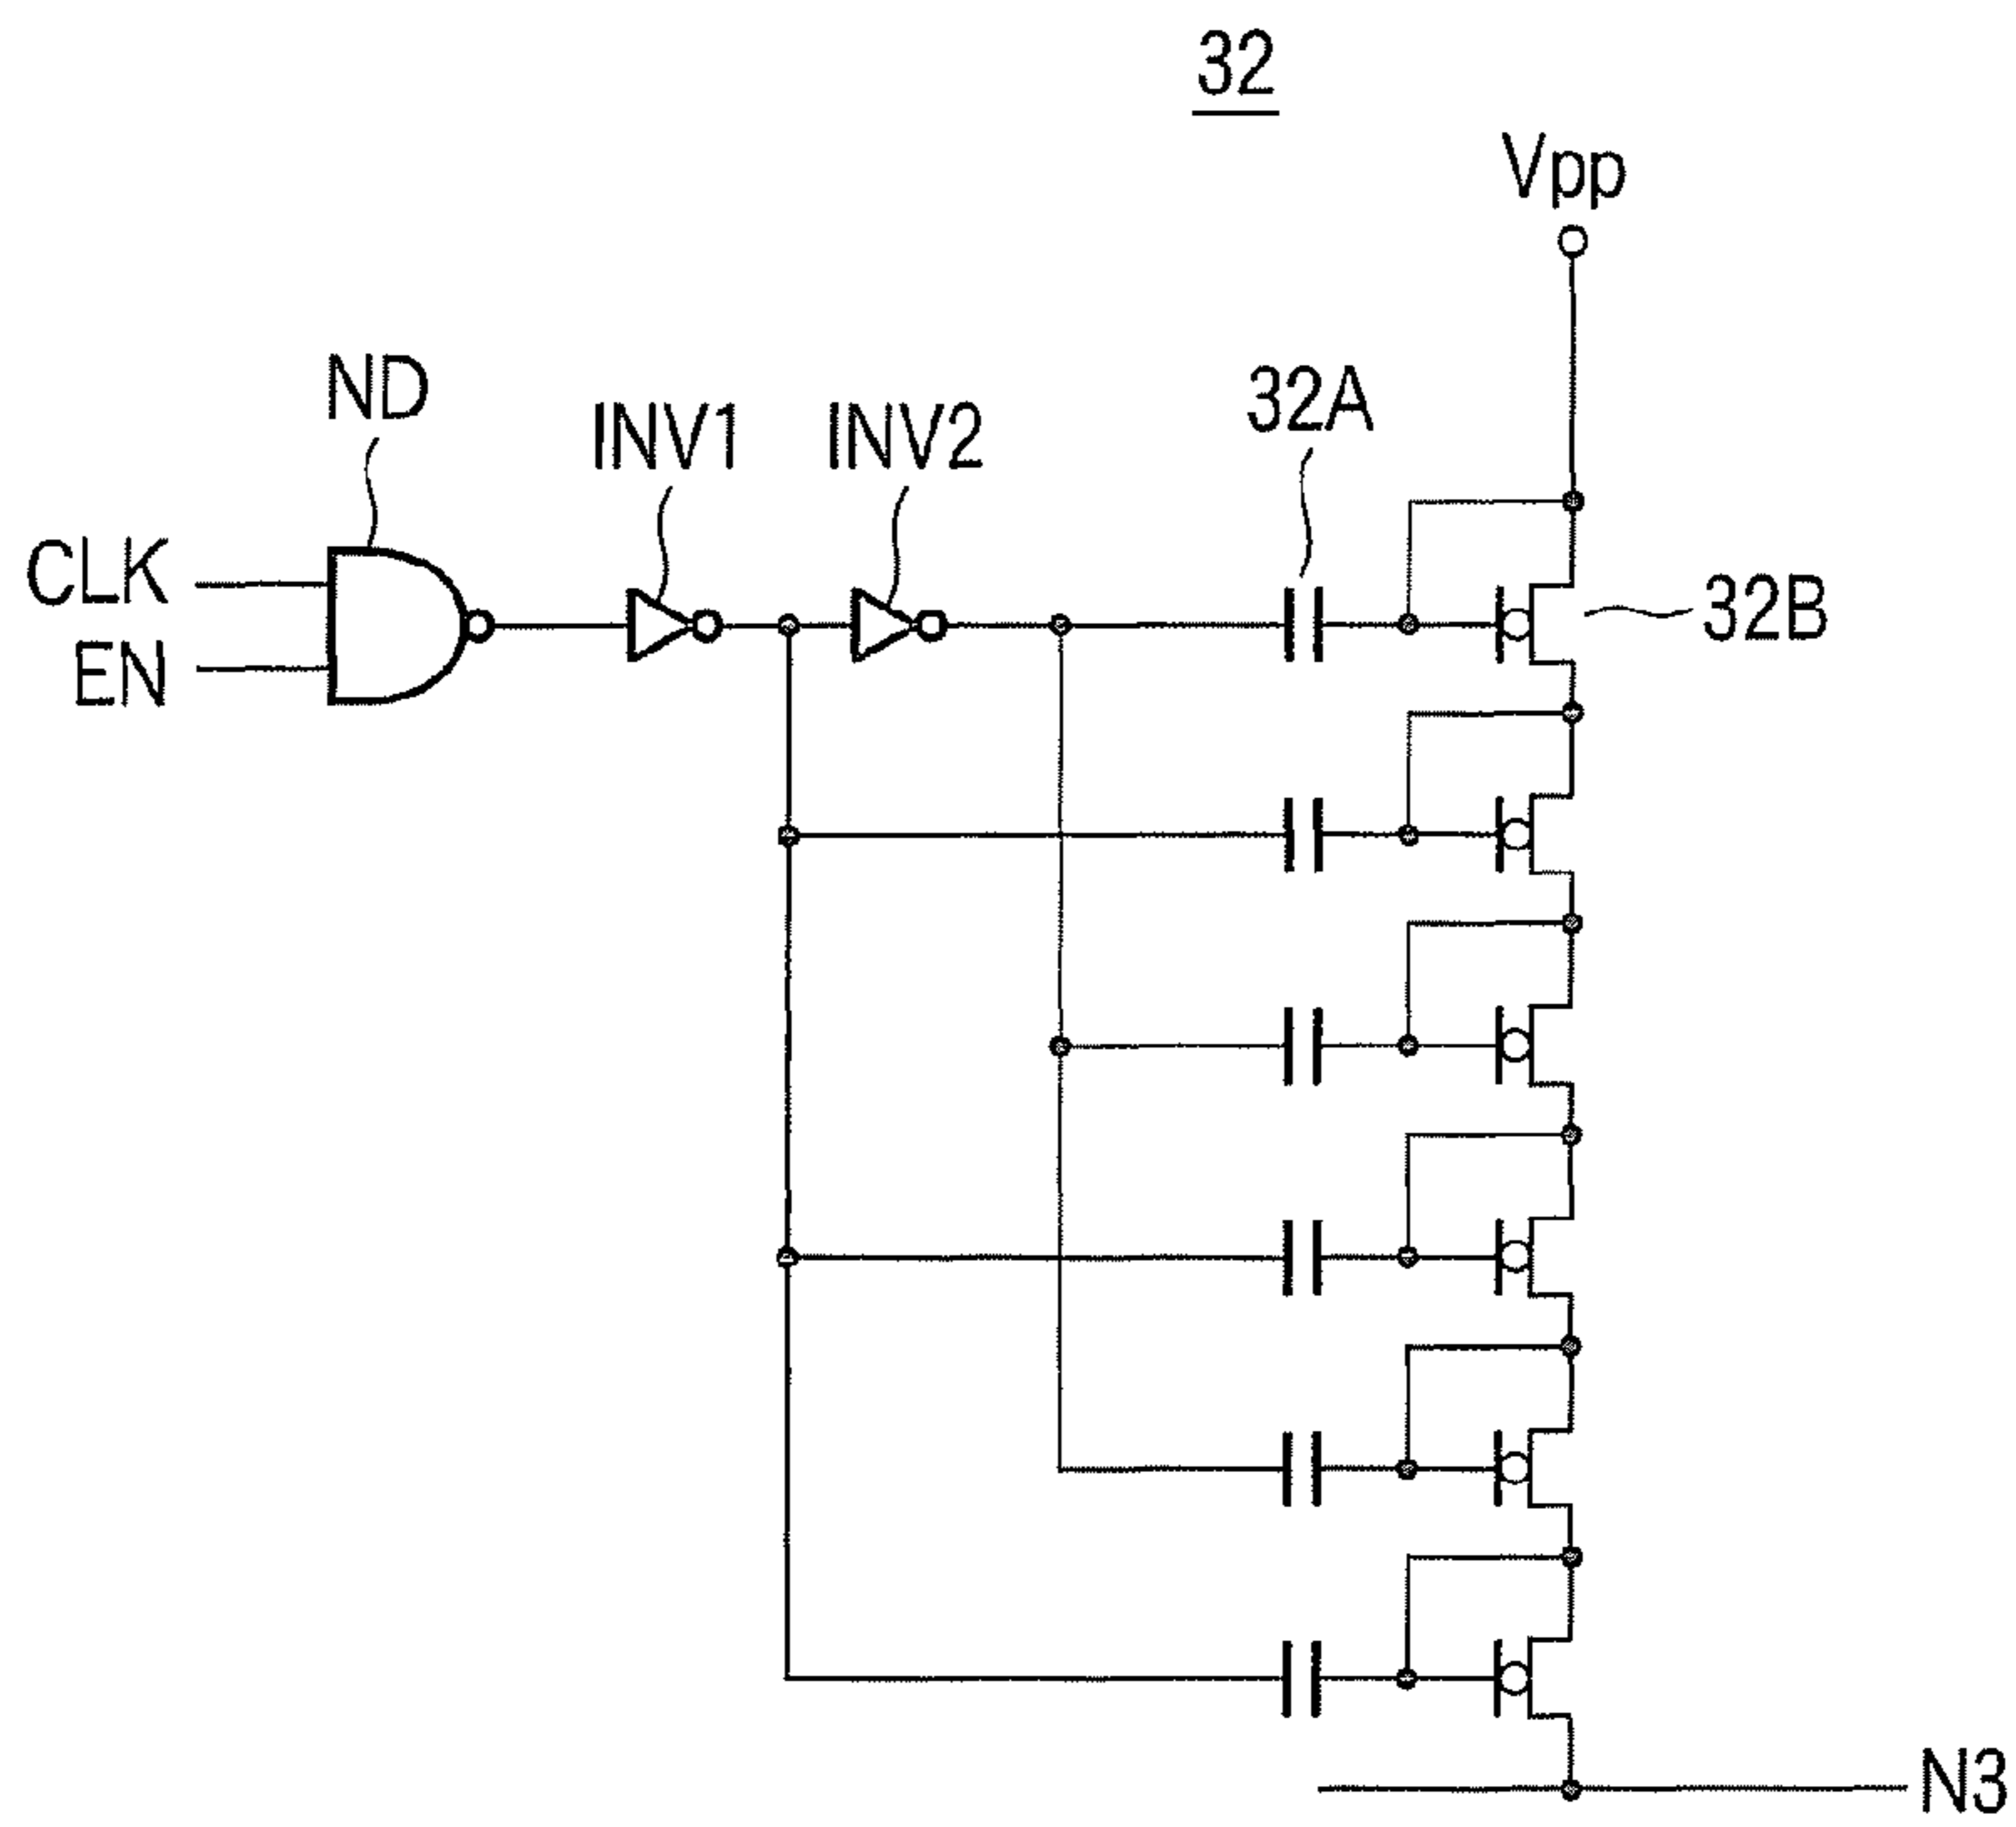 32
Vpp
ND
INV1
INV2
32A
CLK
EN
32B
N3